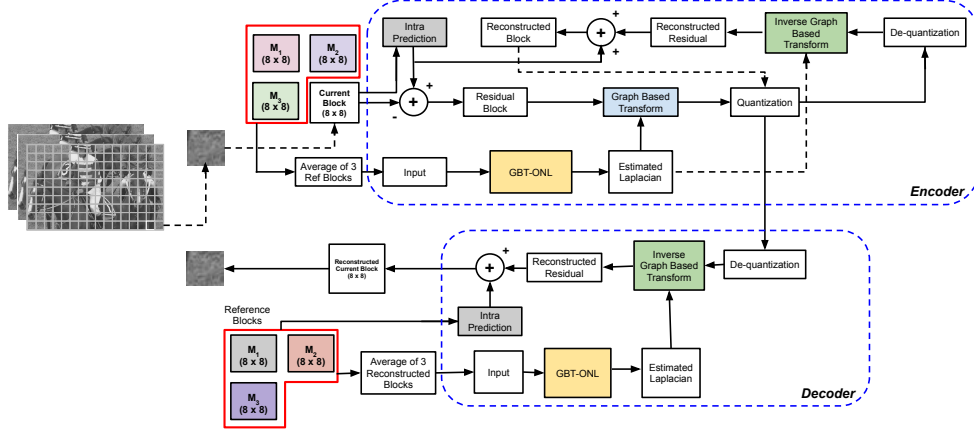 Intra
Prediction
Reconstructed
Block
+
+
+
Reconstructed
Residual
Inverse Graph
Based
Transform
De-quantization
M1
(8 x 8)
M2
(8 x 8)
M3
(8 x 8)
Current
Block
(8 x 8)
+
-
+
Residual
Block
Graph Based
Transform
Quantization
Average of 3
Ref Blocks
Input
GBT-ONL
Estimated
Laplacian
Encoder
Reconstructed
Current Block
(8 x 8)
+
+
Reconstructed
Residual
Inverse
Graph Based
Transform
De-quantization
Reference
Blocks
Intra
Prediction
M1
(8 x 8)
M2
(8 x 8)
M3
(8 x 8)
Average of 3
Reconstructed
Blocks
Input
GBT-ONL
Estimated
Laplacian
Decoder